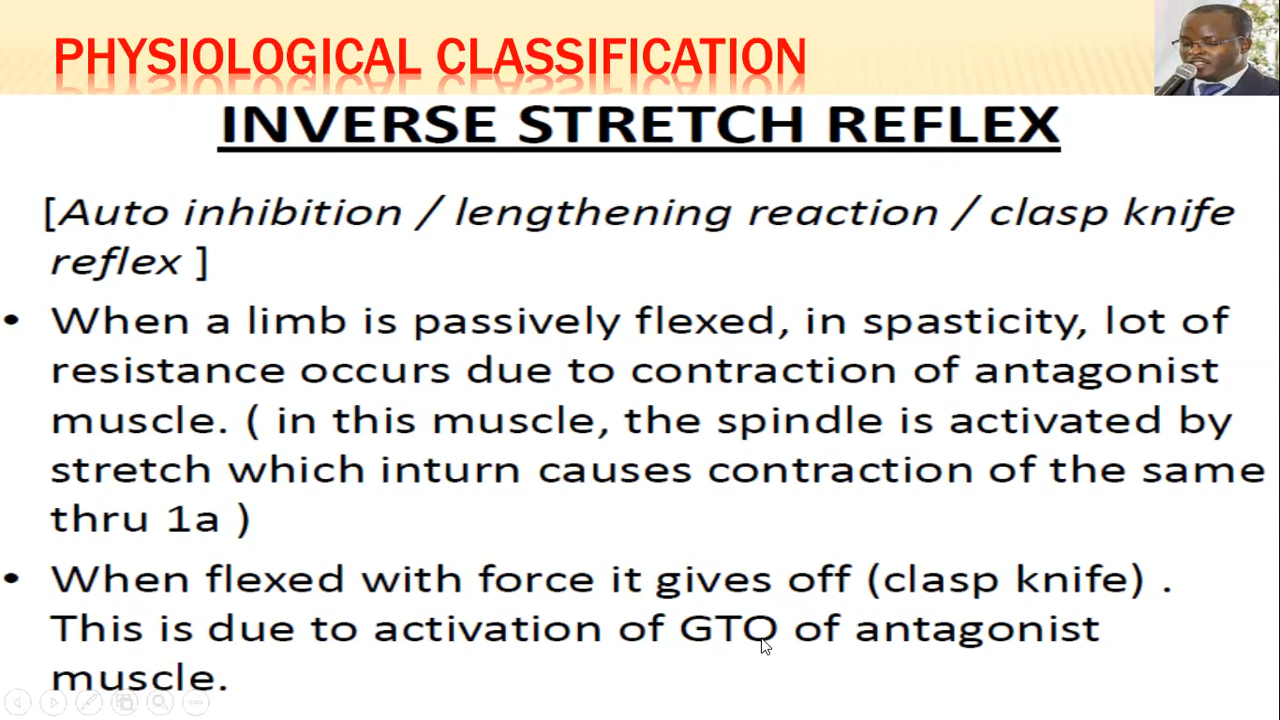 PHYSIOLOGICAL CLASSIFICATION
INVERSE STRETCH REFLEX
[Auto inhibition / lengthening reaction / clasp knife
reflex ]
• When a limb is passively flexed, in spasticity, lot of
resistance occurs due to contraction of antagonist
muscle. ( in this muscle, the spindle is activated by
stretch which inturn causes contraction of the same
thru 1a )
• When flexed with force it gives off (clasp knife) .
This is due to activation of GTO of antagonist
muscle.